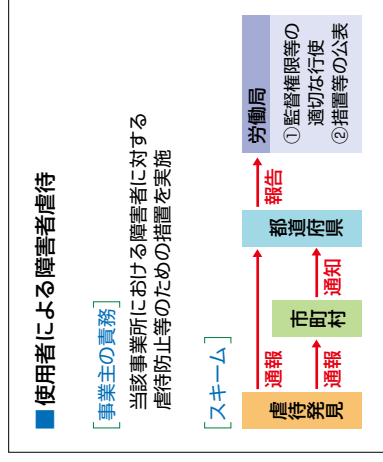 ■使用者による障害者虐待
[事業主の責務]
当該事業所における障害者に対する
虐待防止等のための措置を実施
[スキーム]
虐待発見
通報
通報
市町村
通知
都道府県
報告
労働局
①監督権限等の
適切な行使
②措置等の公表